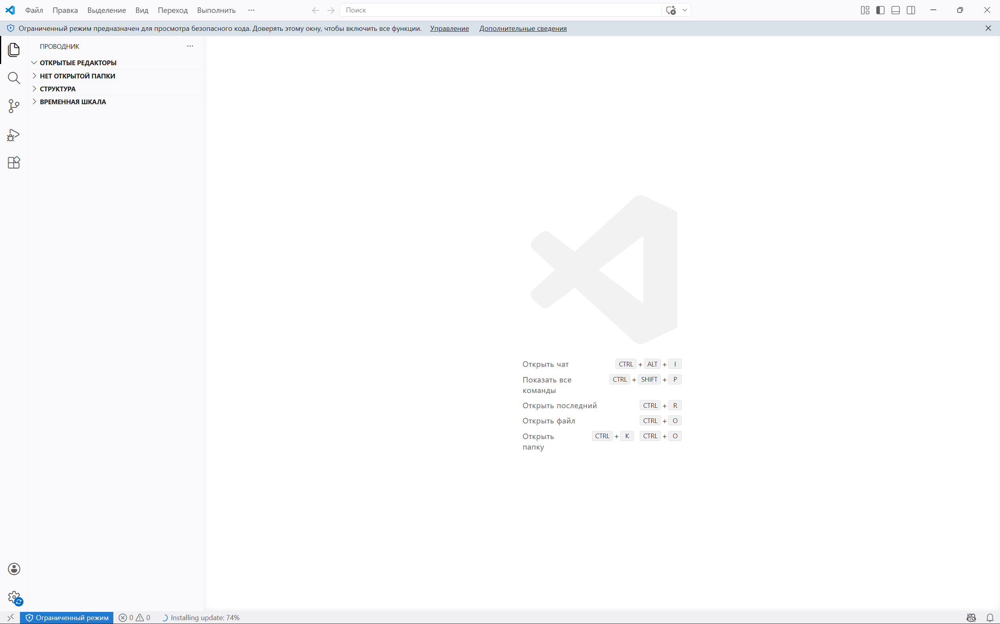 Файл Правка Выделение Вид Переход Выполнить ···
Поиск
Ограниченный режим предназначен для просмотра безопасного кода. Доверять этому окну, чтобы включить все функции. Управление Дополнительные сведения
ПРОВОДНИК
ОТКРЫТЫЕ РЕДАКТОРЫ
НЕТ ОТКРЫТОЙ ПАПКИ
СТРУКТУРА
ВРЕМЕННАЯ ШКАЛА
Открыть чат CTRL + ALT + I
Показать все CTRL + SHIFT + P
команды
Открыть последний CTRL + R
Открыть файл CTRL + O
Открыть CTRL + K CTRL + O
папку
Ограниченный режим 0 0 Installing update: 74%